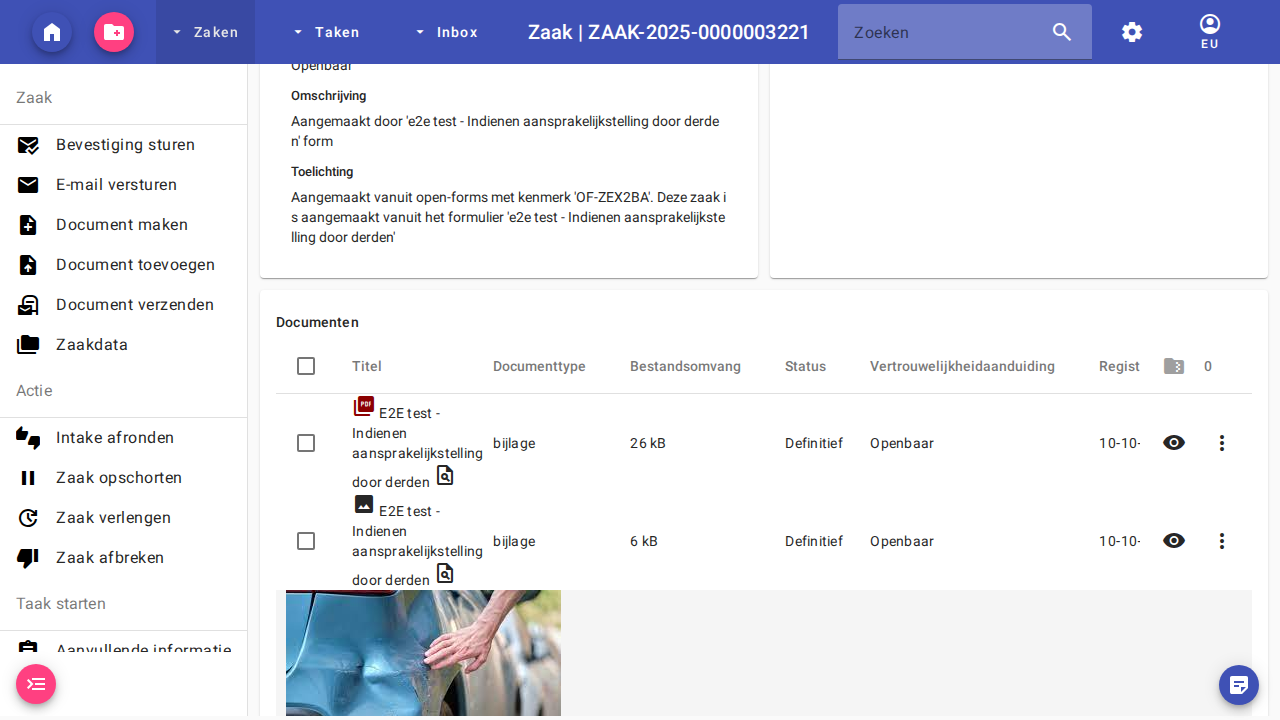 Zaken
Taken
Inbox
Zaak | ZAAK-2025-0000003221
Zoeken
EU
Zaak
Bevestiging sturen
E-mail versturen
Document maken
Document toevoegen
Document verzenden
Zaakdata
Actie
Intake afronden
Zaak opschorten
Zaak verlengen
Zaak afbreken
Taak starten
Aanvullende informatie
Openbaar
Omschrijving
Aangemaakt door 'e2e test - Indienen aansprakelijkstelling door derde
n' form
Toelichting
Aangemaakt vanuit open-forms met kenmerk 'OF-ZEX2BA'. Deze zaak i
s aangemaakt vanuit het formulier 'e2e test - Indienen aansprakelijkste
lling door derden'
Documenten
Titel Documenttype Bestandsomvang Status Vertrouwelijkheidaanduiding Regist 0
PDF E2E test -
Indienen
aansprakelijkstelling
door derden
bijlage 26 kB Definitief Openbaar 10-10-
E2E test -
Indienen
aansprakelijkstelling
door derden
bijlage 6 kB Definitief Openbaar 10-10-